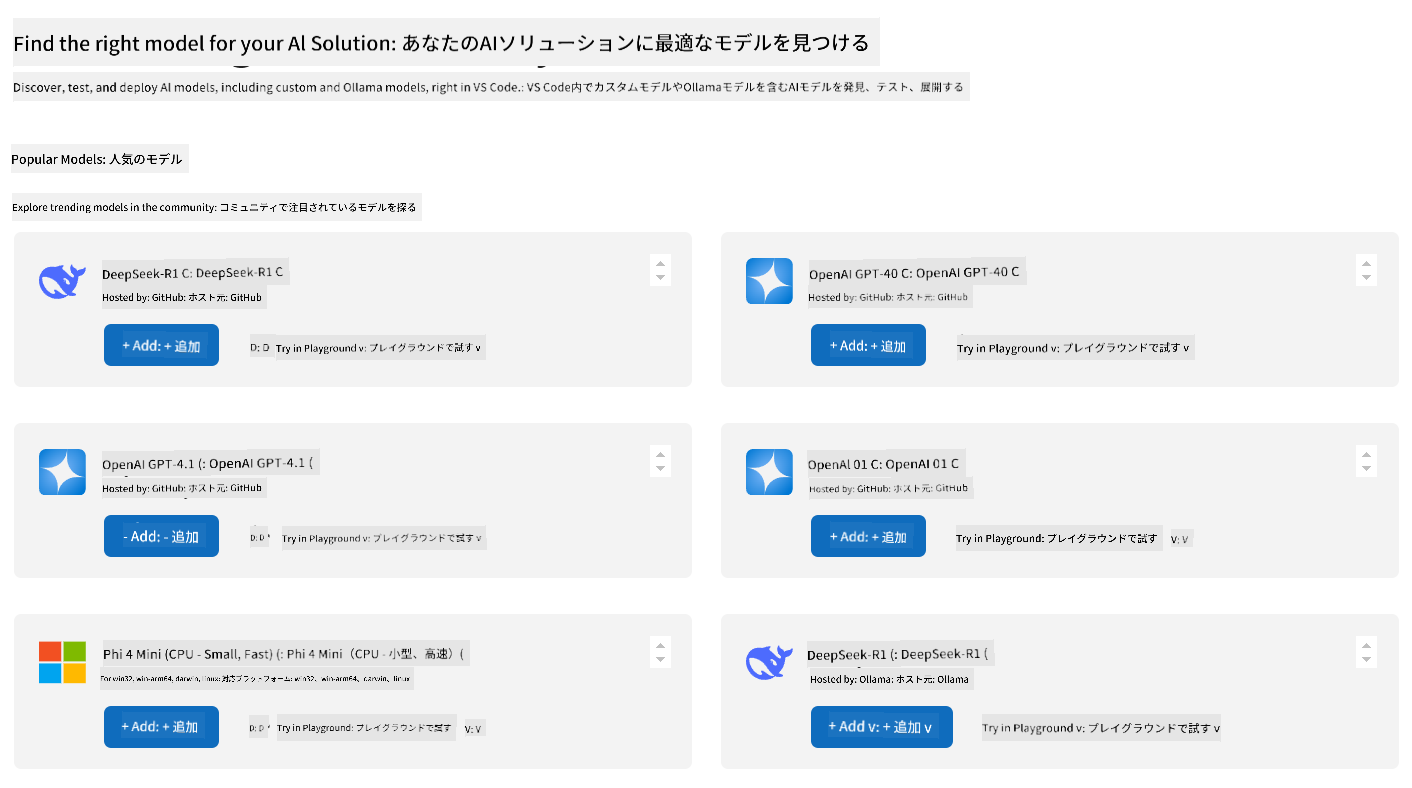 Find the right model for your Al Solution: あなたのAIソリューションに最適なモデルを見つける
Discover, test, and deploy AI models, including custom and Ollama models, right in VS Code.: VS Code内でカスタムモデルやOllamaモデルを含むAIモデルを発見、テスト、展開する
Popular Models: 人気のモデル
Explore trending models in the community: コミュニティで注目されているモデルを探る
DeepSeek-R1 C: DeepSeek-R1 C
Hosted by: GitHub: ホスト元: GitHub
+ Add: + 追加
D: D Try in Playground v: プレイグラウンドで試す v
OpenAI GPT-40 C: OpenAI GPT-40 C
Hosted by: GitHub: ホスト元: GitHub
+ Add: + 追加
Try in Playground v: プレイグラウンドで試す v
OpenAI GPT-4.1 (: OpenAI GPT-4.1 (
Hosted by: GitHub: ホスト元: GitHub
- Add: - 追加
D: D Try in Playground v: プレイグラウンドで試す v
OpenAl 01 C: OpenAI 01 C
Hosted by: GitHub: ホスト元: GitHub
+ Add: + 追加
Try in Playground: プレイグラウンドで試す V: V
Phi 4 Mini (CPU - Small, Fast) (: Phi 4 Mini（CPU - 小型、高速）(
For win32, win-arm64, darwin, linux: 対応プラットフォーム: win32、win-arm64、darwin、linux
+ Add: + 追加
D: D Try in Playground: プレイグラウンドで試す V: V
DeepSeek-R1 (: DeepSeek-R1 (
Hosted by: Ollama: ホスト元: Ollama
+ Add v: + 追加 v
Try in Playground v: プレイグラウンドで試す v